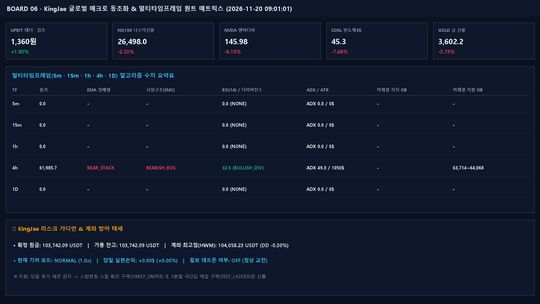 BOARD 06 · KingJae 글로벌 매크로 동조화 & 멀티타임프레임 퀀트 매트릭스 (2026-11-20 09:01:01)
UPBIT 테더 · 김프
1,360원
+1.80%
NQ100 나스닥선물
26,498.0
-2.53%
NVDA 엔비디아
145.98
-4.10%
SOXL 반도체3X
45.3
-7.68%
GOLD 금 선물
3,602.2
-3.73%
멀티타임프레임(5m · 15m · 1h · 4h · 1D) 알고리즘 수치 요약표
TF 종가 EMA 정배열 시장구조(SMC) RSI(14) / 다이버전스 ADX / ATR 미체결 지지 OB 미체결 저항 OB
5m 0.0 - - 0.0 (NONE) ADX 0.0 / 0$ - -
15m 0.0 - - 0.0 (NONE) ADX 0.0 / 0$ - -
1h 0.0 - - 0.0 (NONE) ADX 0.0 / 0$ - -
4h 61,985.7 BEAR_STACK BEARISH_BOS 32.5 (BULLISH_DIV) ADX 49.3 / 1050$ - 63,714~64,068
1D 0.0 - - 0.0 (NONE) ADX 0.0 / 0$ - -
KingJae 리스크 가디언 & 계좌 방어 태세
• 확정 원금: 103,742.09 USDT | 가용 잔고: 103,742.09 USDT | 계좌 최고점(HWM): 104,058.23 USDT (DD -0.30%)
• 현재 기어 모드: NORMAL (1.0x) | 당일 실현손익: +0.00$ (+0.00%) | 펀딩 데드존 여부: OFF (정상 교전)